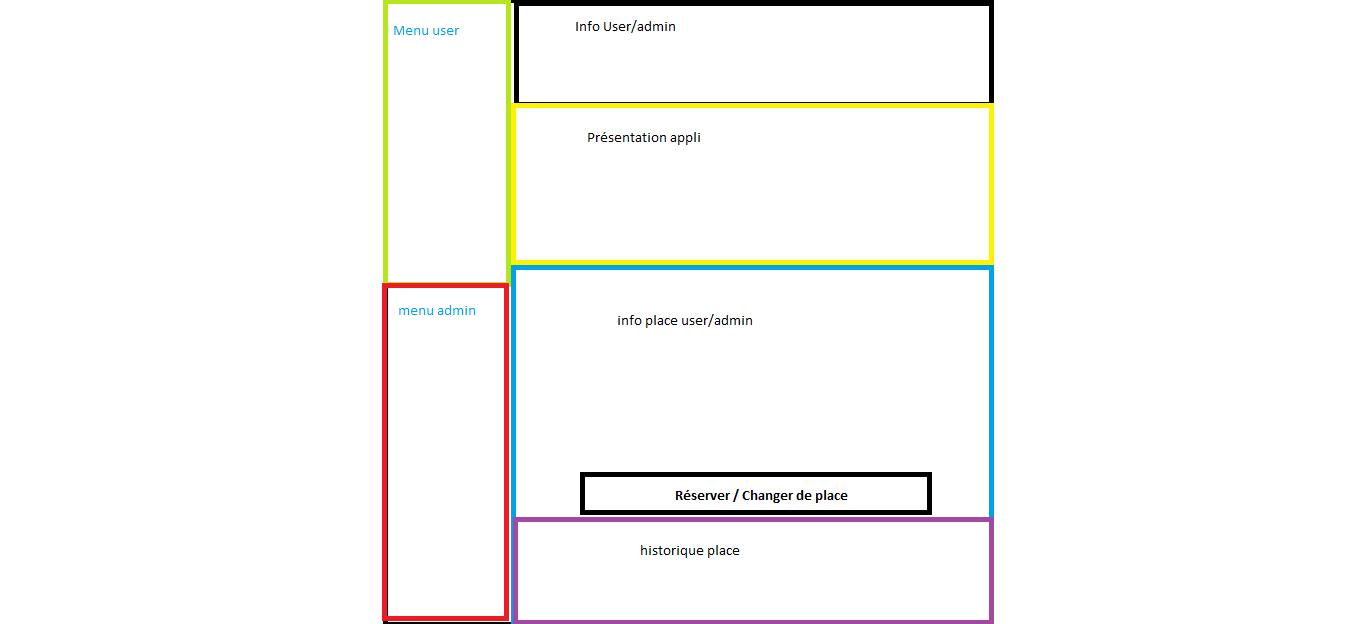 Menu user
menu admin
Info User/admin
Présentation appli
info place user/admin
Réserver / Changer de place
historique place